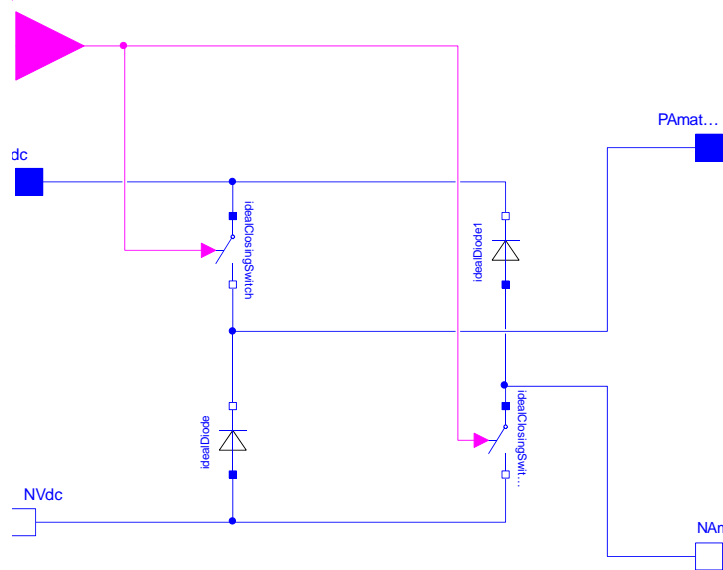 PAmat...
dc
idealClosingSwitch
idealDiode1
idealDiode
idealClosingSwit...
NVdc
NAm